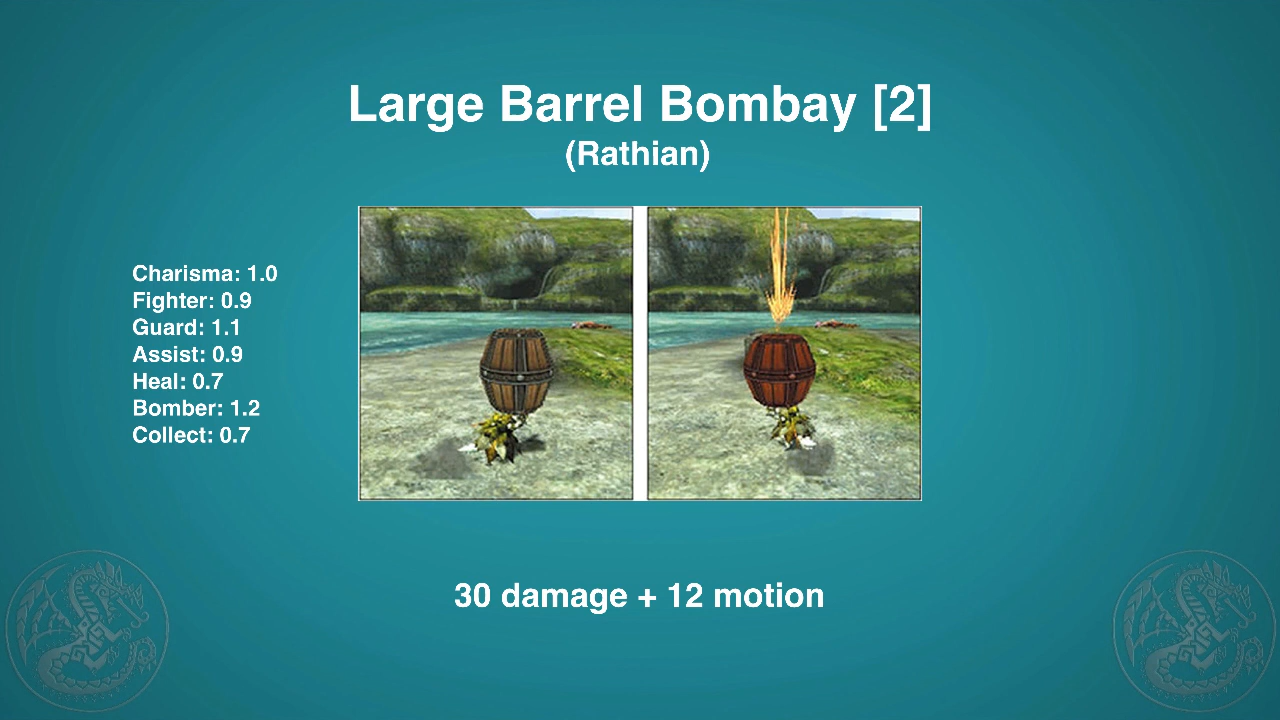 Large Barrel Bombay [2]
(Rathian)
Charisma: 1.0
Fighter: 0.9
Guard: 1.1
Assist: 0.9
Heal: 0.7
Bomber: 1.2
Collect: 0.7
30 damage + 12 motion